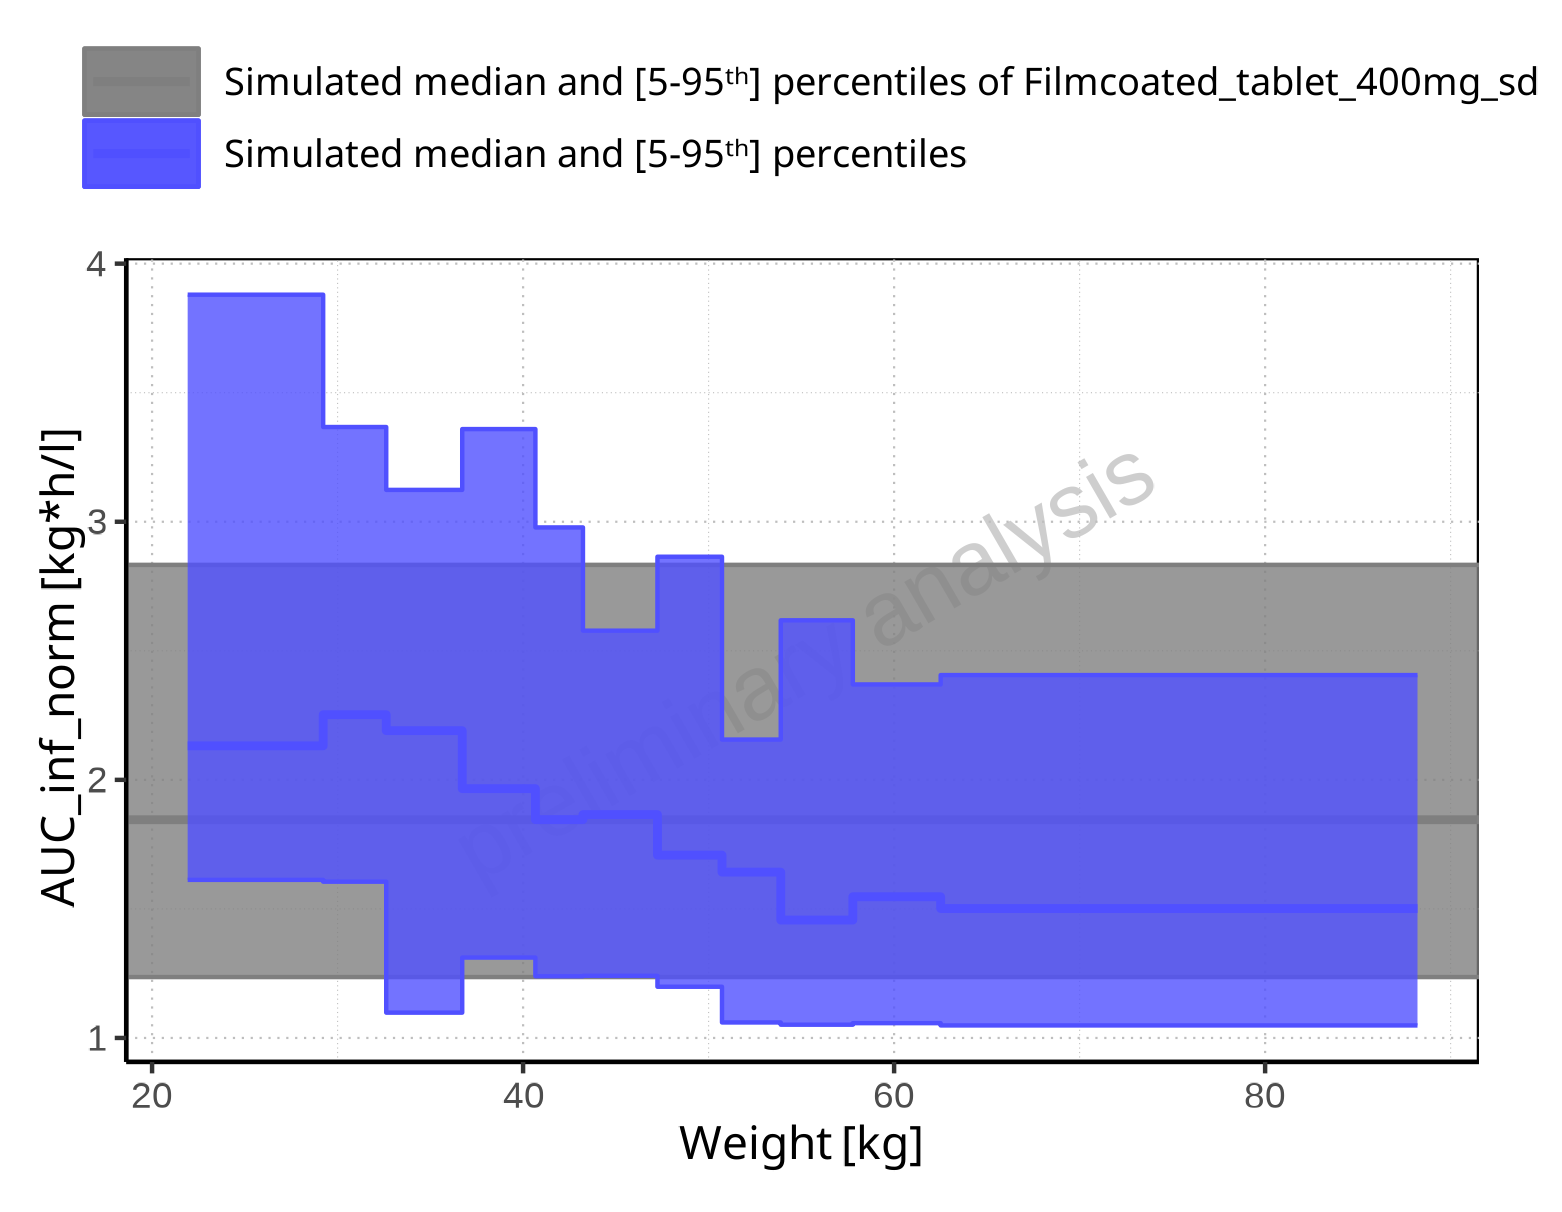 Simulated median and [5-95ᵗʰ] percentiles of Filmcoated_tablet_400mg_sd
Simulated median and [5-95ᵗʰ] percentiles
AUC_inf_norm [kg*h/l]
4
3
2
1
preliminary analysis
20 40 60 80
Weight [kg]